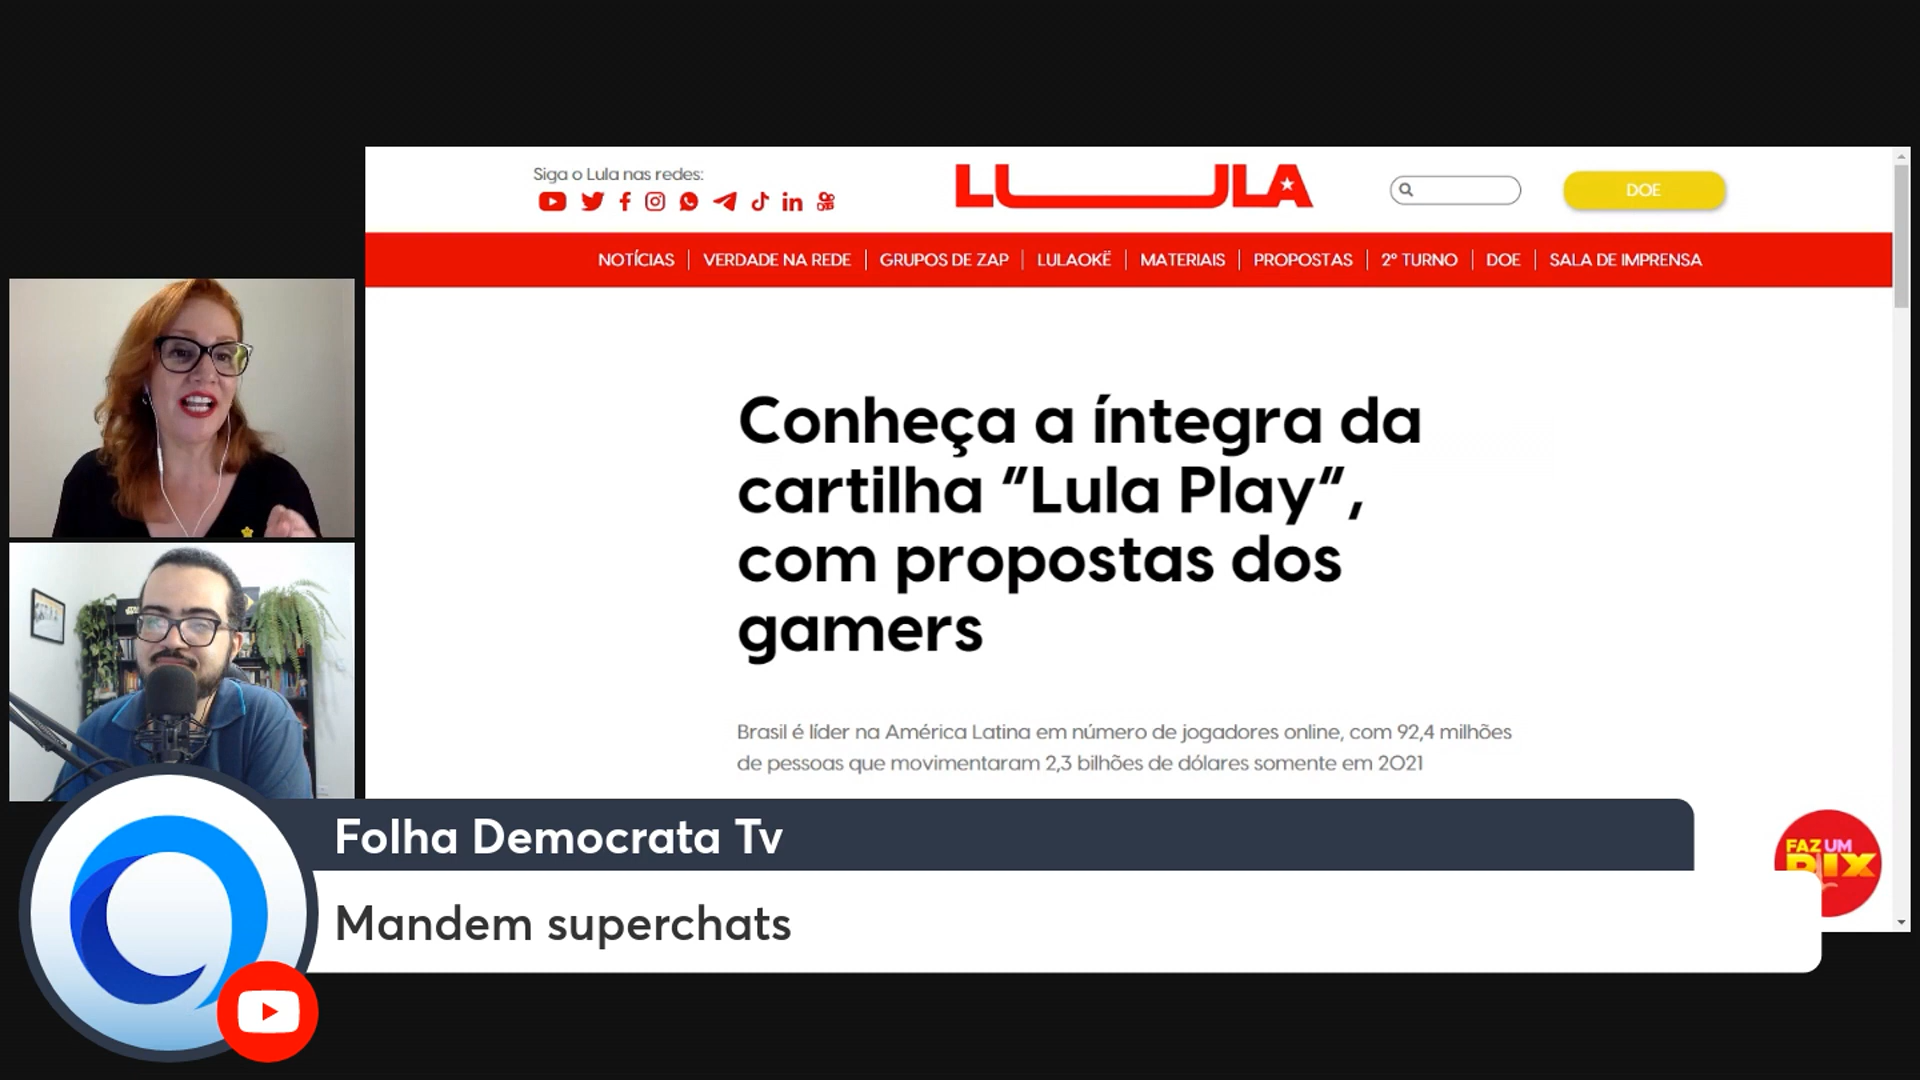 Siga o Lula nas redes:
LULA
DOE
NOTÍCIAS
VERDADE NA REDE
GRUPOS DE ZAP
LULAOKÊ
MATERIAIS
PROPOSTAS
2º TURNO
DOE
SALA DE IMPRENSA
Conheça a íntegra da
cartilha “Lula Play“,
com propostas dos
gamers
Brasil é líder na América Latina em número de jogadores online, com 92,4 milhões
de pessoas que movimentaram 2,3 bilhões de dólares somente em 2021
FAZ UM
PIX
Folha Democrata Tv
Mandem superchats